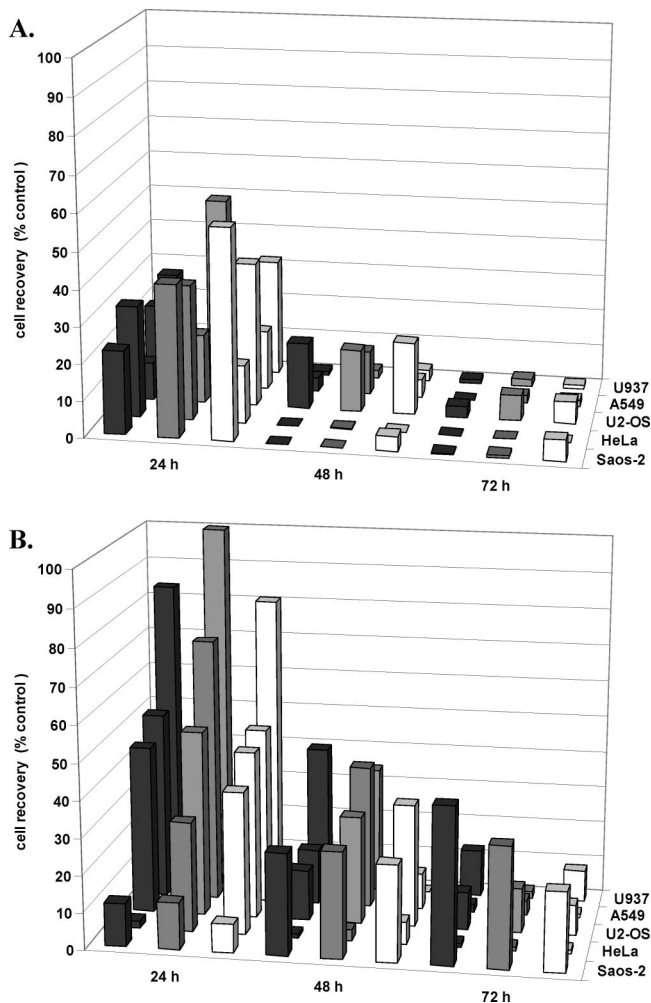 A.
100
90
80
70
60
50
40
30
20
10
0
cell recovery (% control)
24 h
48 h
72 h
U937
A549
U2-OS
HeLa
Saos-2
B.
100
90
80
70
60
50
40
30
20
10
0
cell recovery (% control)
24 h
48 h
72 h
U937
A549
U2-OS
HeLa
Saos-2